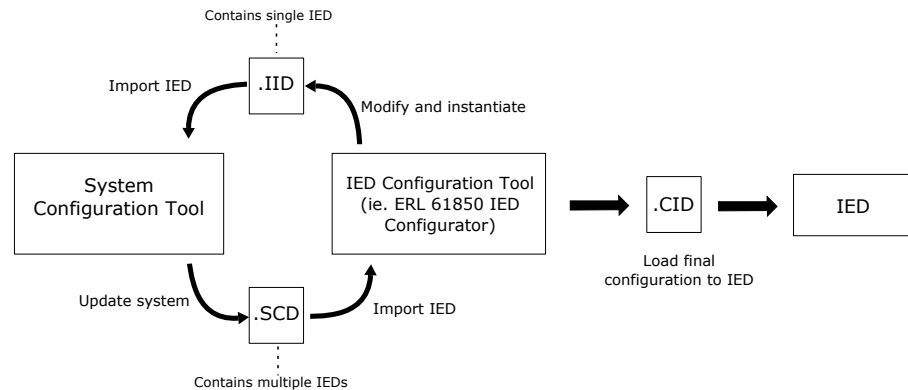 Contains single IED
.IID
Import IED
Modify and instantiate
System
Configuration Tool
IED Configuration Tool
(ie. ERL 61850 IED
Configurator)
.CID
IED
Load final
configuration to IED
Update system
.SCD
Import IED
Contains multiple IEDs